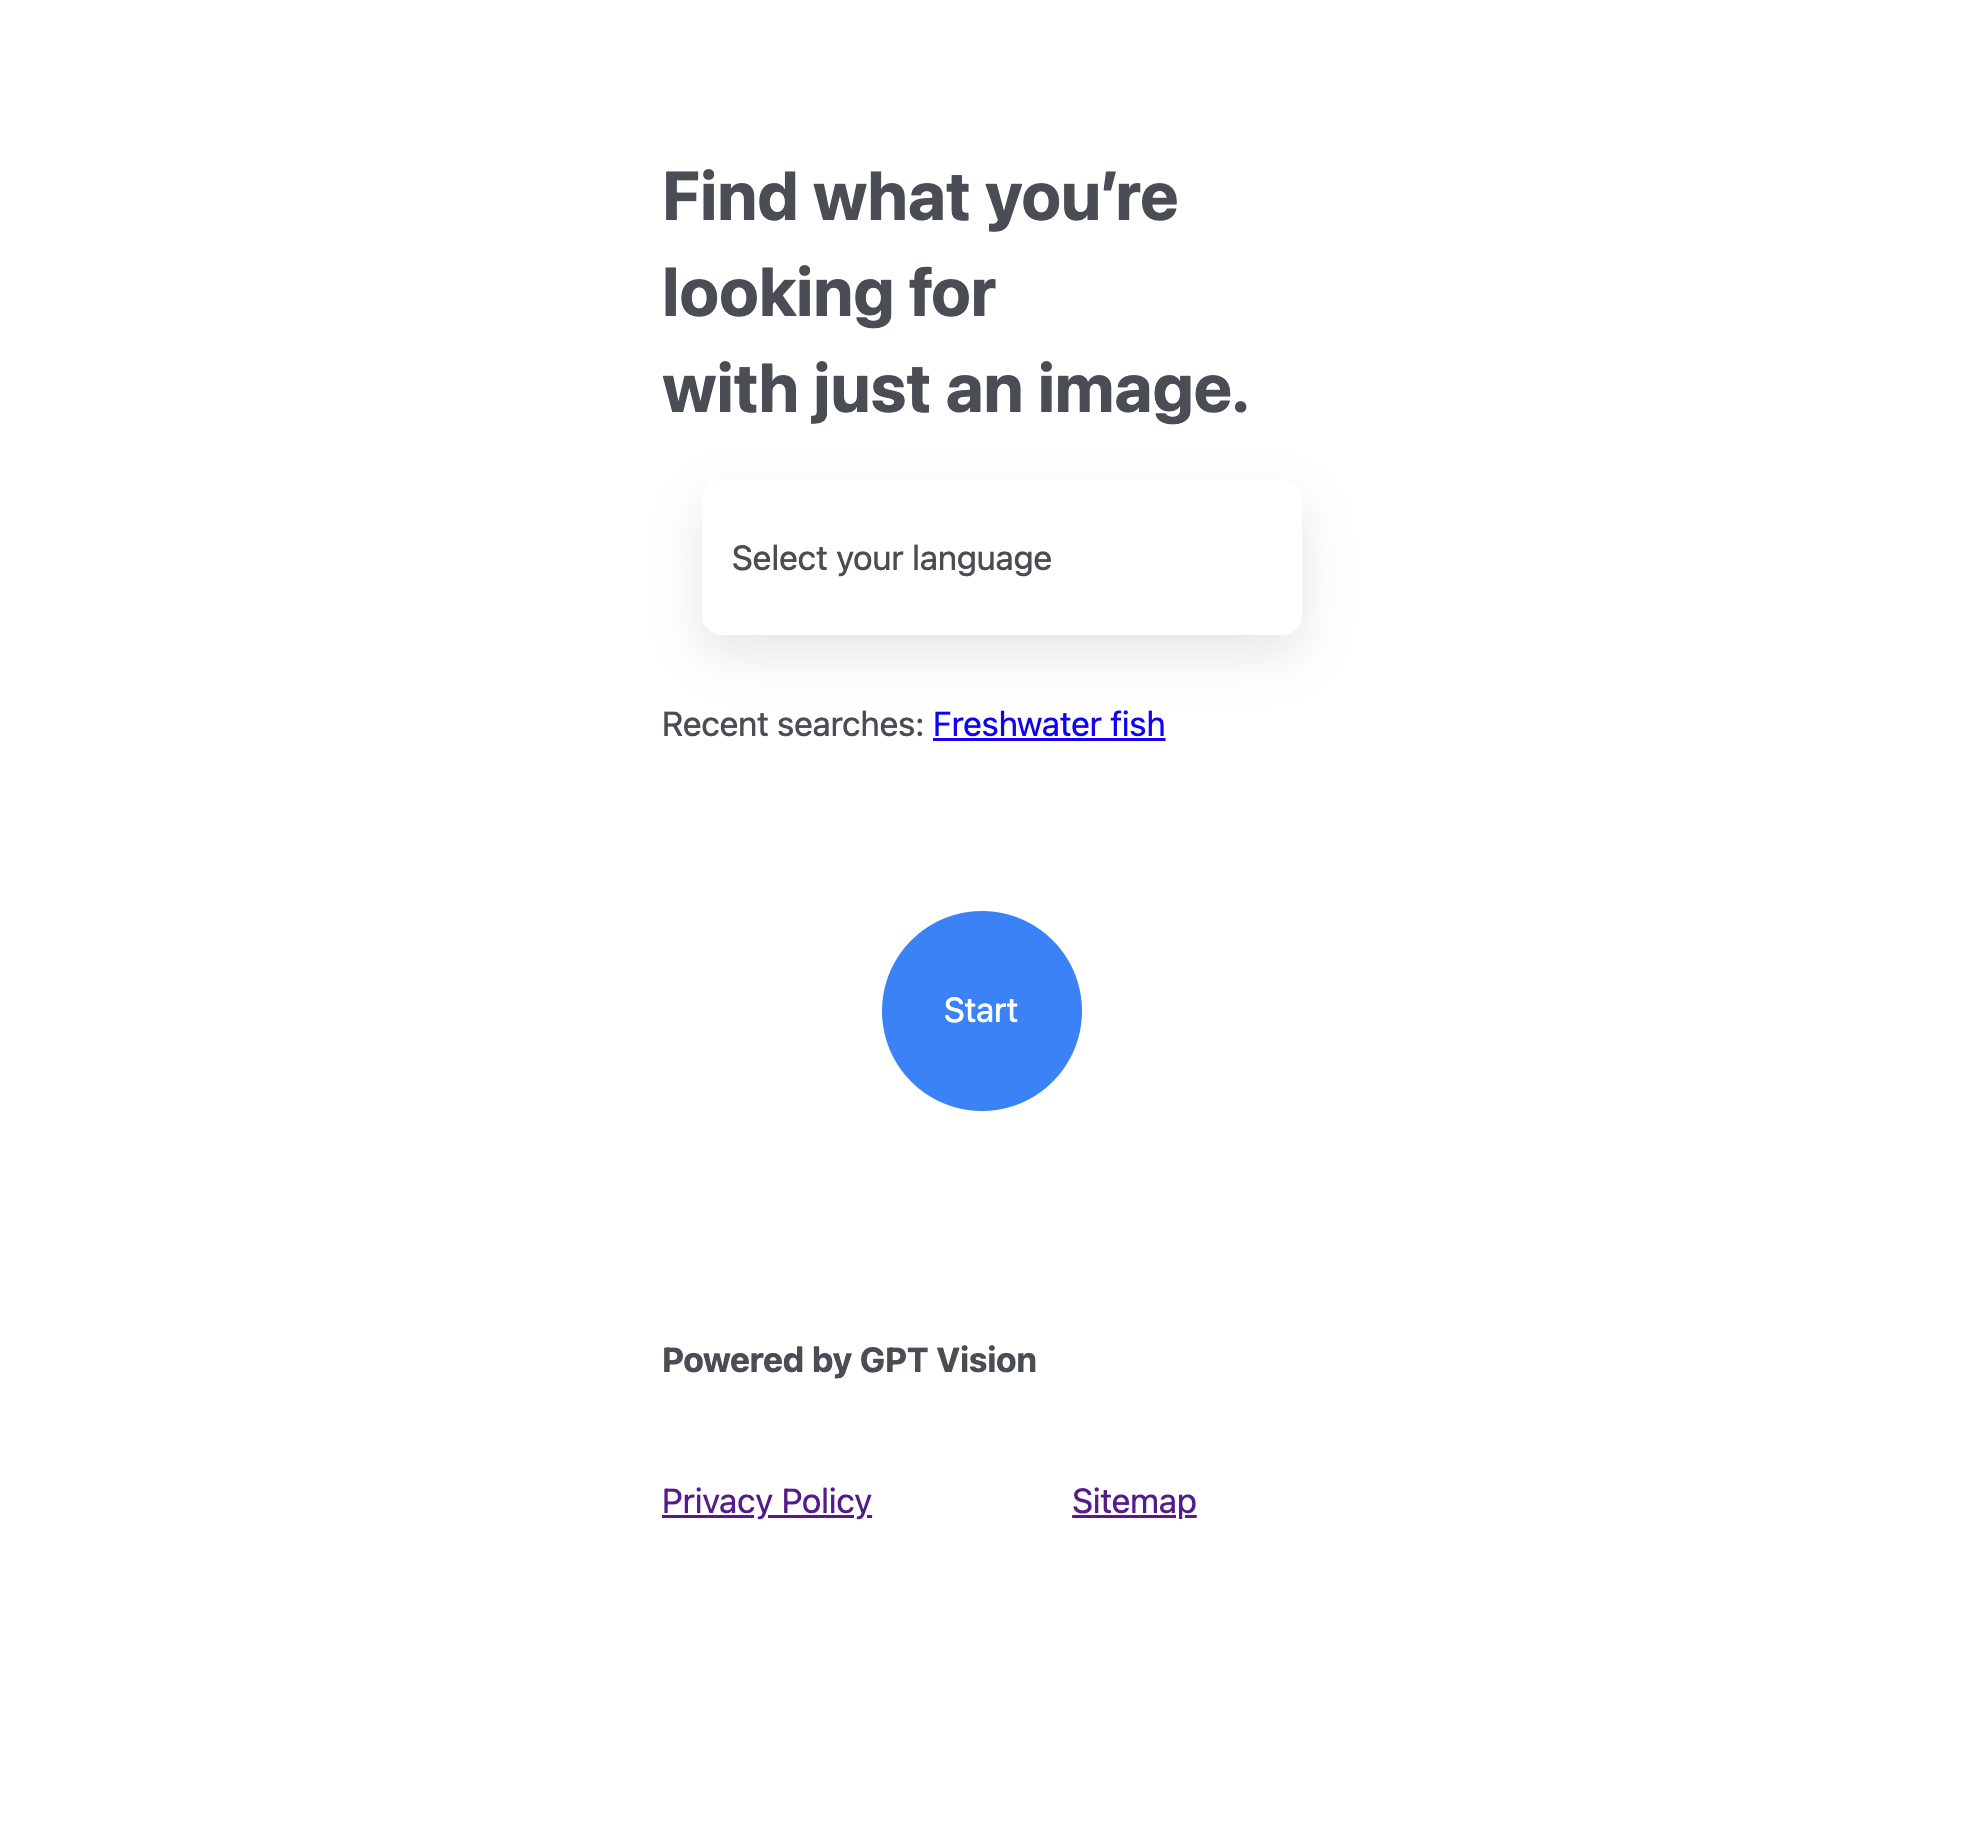 Find what you’re
looking for
with just an image.
Select your language
Recent searches: Freshwater fish
Start
Powered by GPT Vision
Privacy Policy Sitemap